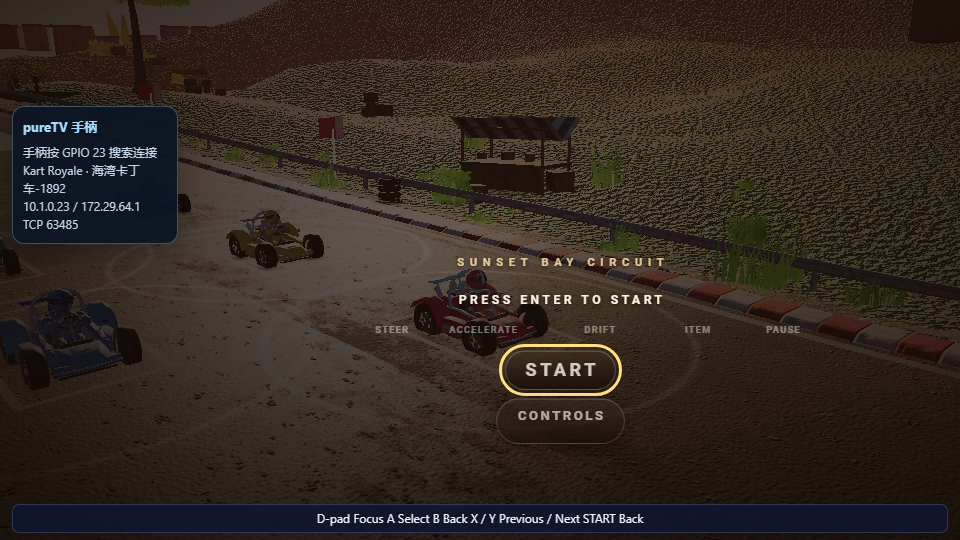 pureTV 手柄
手柄按 GPIO 23 搜索连接
Kart Royale · 海湾卡丁
车-1892
10.1.0.23 / 172.29.64.1
TCP 63485
SUNSET BAY CIRCUIT
PRESS ENTER TO START
STEER ACCELERATE DRIFT ITEM PAUSE
START
CONTROLS
D-pad Focus A Select B Back X / Y Previous / Next START Back